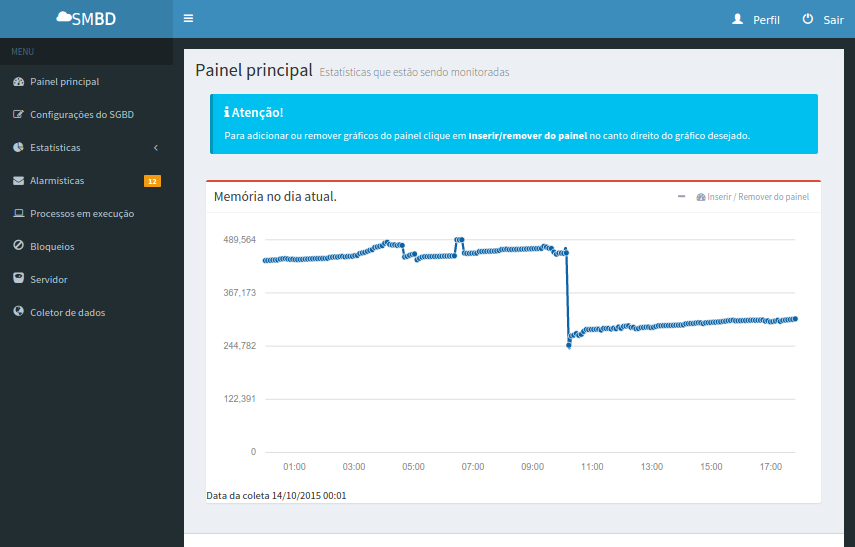 SMBD
Perfil
Sair
MENU
Painel principal
Configurações do SGBD
Estatísticas
Alarmísticas 12
Processos em execução
Bloqueios
Servidor
Coletor de dados
Painel principal Estatísticas que estão sendo monitoradas
Atenção!
Para adicionar ou remover gráficos do painel clique em Inserir/remover do painel no canto direito do gráfico desejado.
Memória no dia atual.
Inserir / Remover do painel
489,564
367,173
244,782
122,391
0
01:00 03:00 05:00 07:00 09:00 11:00 13:00 15:00 17:00
Data da coleta 14/10/2015 00:01